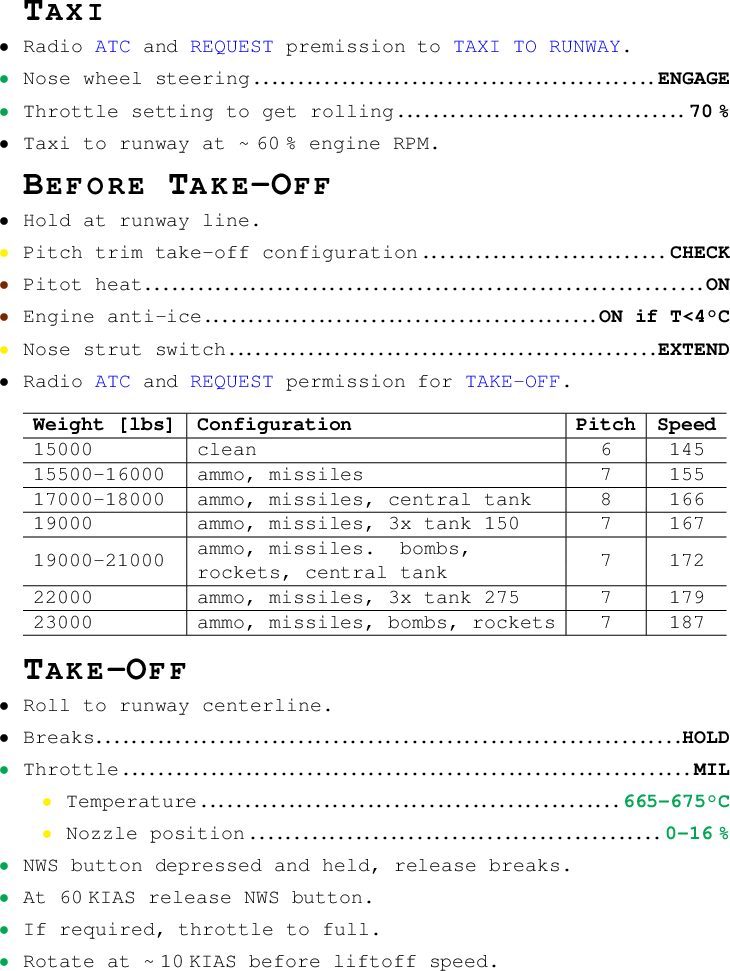 TAXI
• Radio ATC and REQUEST premission to TAXI TO RUNWAY.
• Nose wheel steering..............................................ENGAGE
• Throttle setting to get rolling................................. 70 %
• Taxi to runway at ~ 60 % engine RPM.
BEFORE TAKE-OFF
• Hold at runway line.
• Pitch trim take-off configuration............................ CHECK
• Pitot heat................................................................ON
• Engine anti-ice.............................................ON if T<4°C
• Nose strut switch.................................................EXTEND
• Radio ATC and REQUEST permission for TAKE-OFF.
Weight [lbs] Configuration Pitch Speed
15000 clean 6 145
15500-16000 ammo, missiles 7 155
17000-18000 ammo, missiles, central tank 8 166
19000 ammo, missiles, 3x tank 150 7 167
19000-21000 ammo, missiles. bombs, rockets, central tank 7 172
22000 ammo, missiles, 3x tank 275 7 179
23000 ammo, missiles, bombs, rockets 7 187
TAKE-OFF
• Roll to runway centerline.
• Breaks...................................................................HOLD
• Throttle.................................................................MIL
• Temperature................................................ 665-675°C
• Nozzle position............................................... 0-16 %
• NWS button depressed and held, release breaks.
• At 60 KIAS release NWS button.
• If required, throttle to full.
• Rotate at ~ 10 KIAS before liftoff speed.